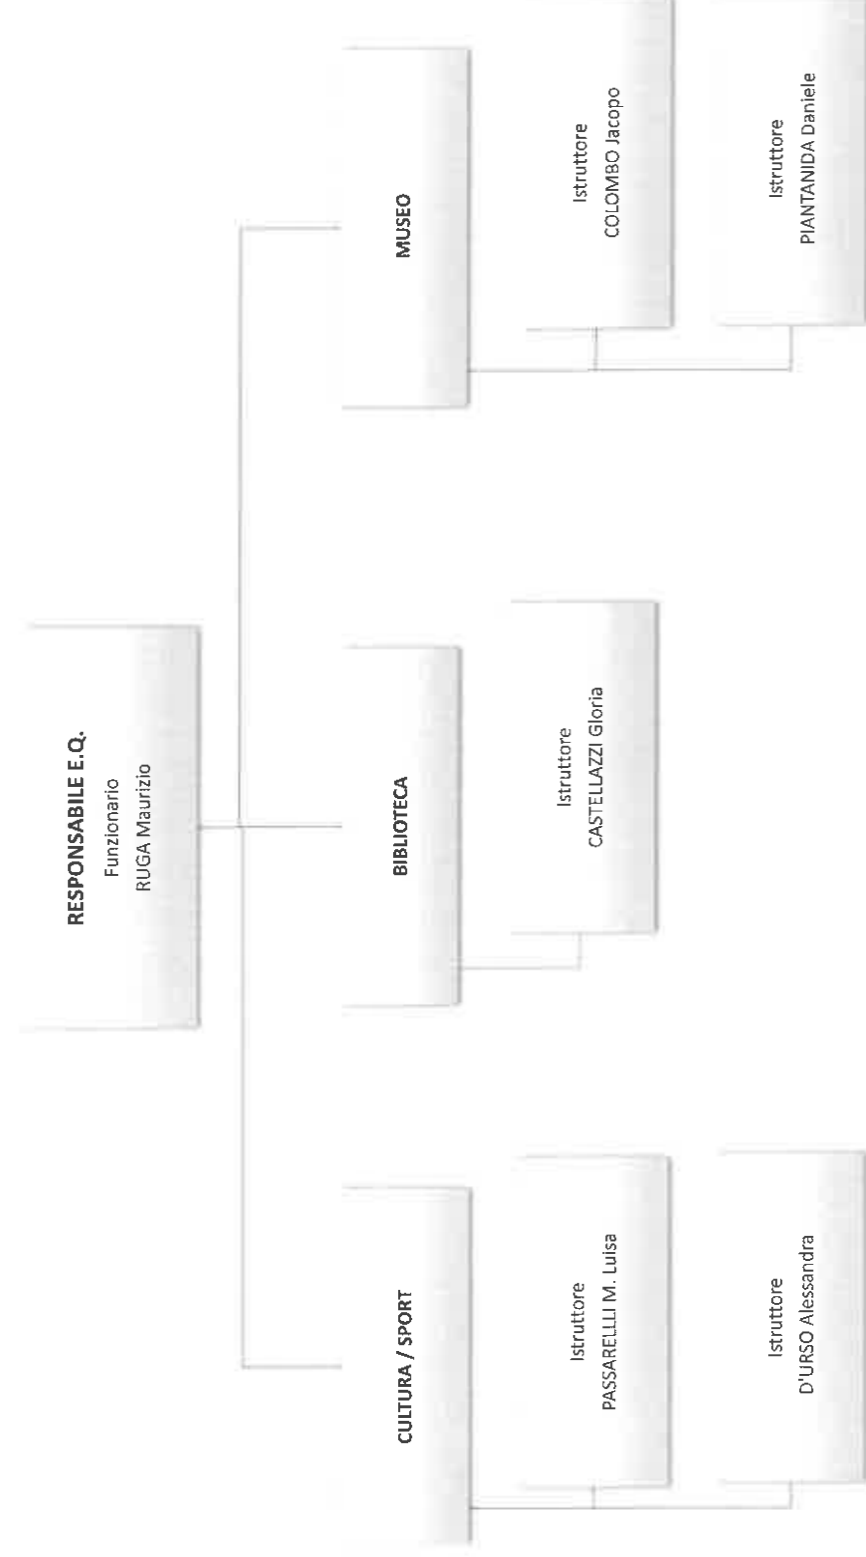 RESPONSABILE E.Q.
Funzionario
RUGA Maurizio
CULTURA / SPORT
BIBLIOTECA
MUSEO
Istruttore
PASSARELLLI M. Luisa
Istruttore
CASTELLAZZI Gloria
Istruttore
COLOMBO Jacopo
Istruttore
D'URSO Alessandra
Istruttore
PIANTANIDA Daniele